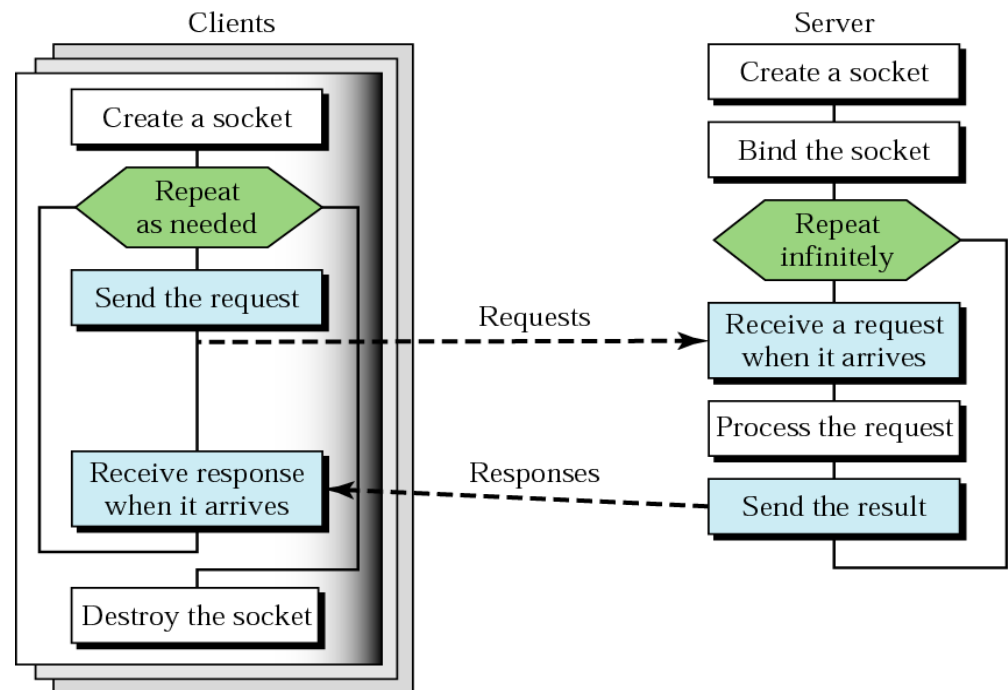 Clients
Create a socket
Repeat
as needed
Send the request
Receive response
when it arrives
Destroy the socket
Requests
Responses
Server
Create a socket
Bind the socket
Repeat
infinitely
Receive a request
when it arrives
Process the request
Send the result